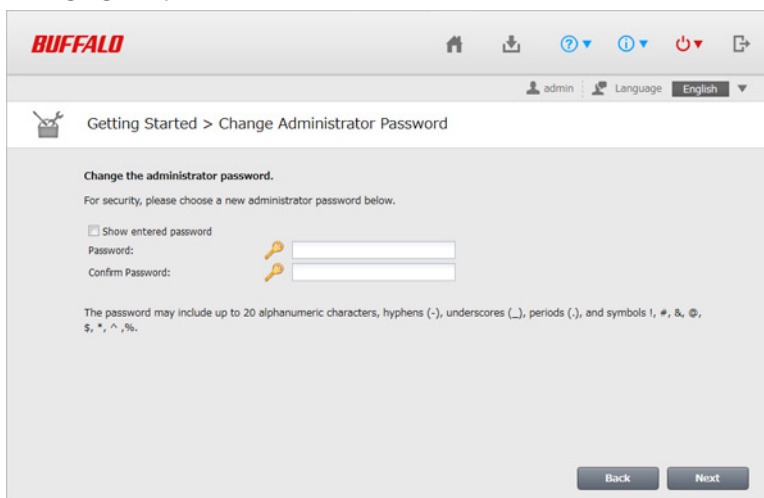 BUFFALO
admin Language English
Getting Started > Change Administrator Password
Change the administrator password.
For security, please choose a new administrator password below.
Show entered password
Password:
Confirm Password:
The password may include up to 20 alphanumeric characters, hyphens (-), underscores (_), periods (.), and symbols !, #, &, @,
$, *, ^ ,%.
Back Next